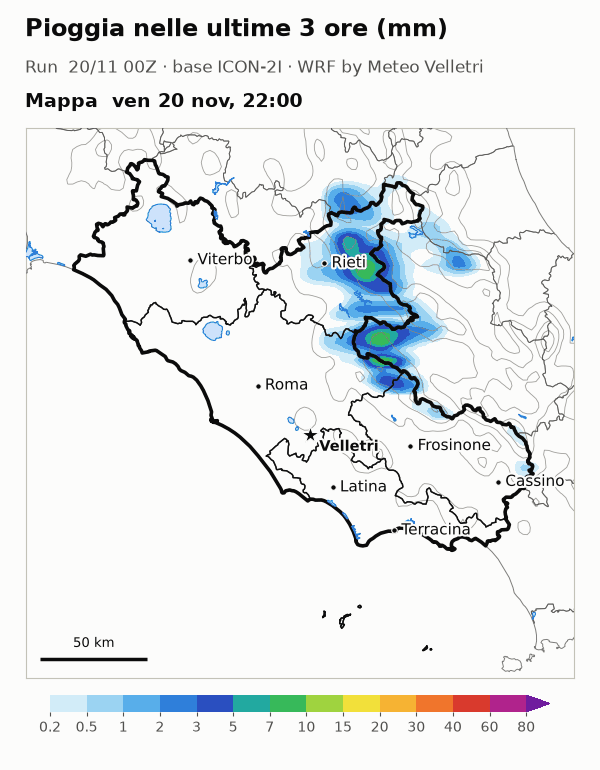 Pioggia nelle ultime 3 ore (mm)
Run  20/11 00Z · base ICON-2I · WRF by Meteo Velletri
Mappa  ven 20 nov, 22:00
Viterbo
Rieti
Roma
Velletri
Frosinone
Latina
Cassino
Terracina
50 km
0.2 0.5 1 2 3 5 7 10 15 20 30 40 60 80